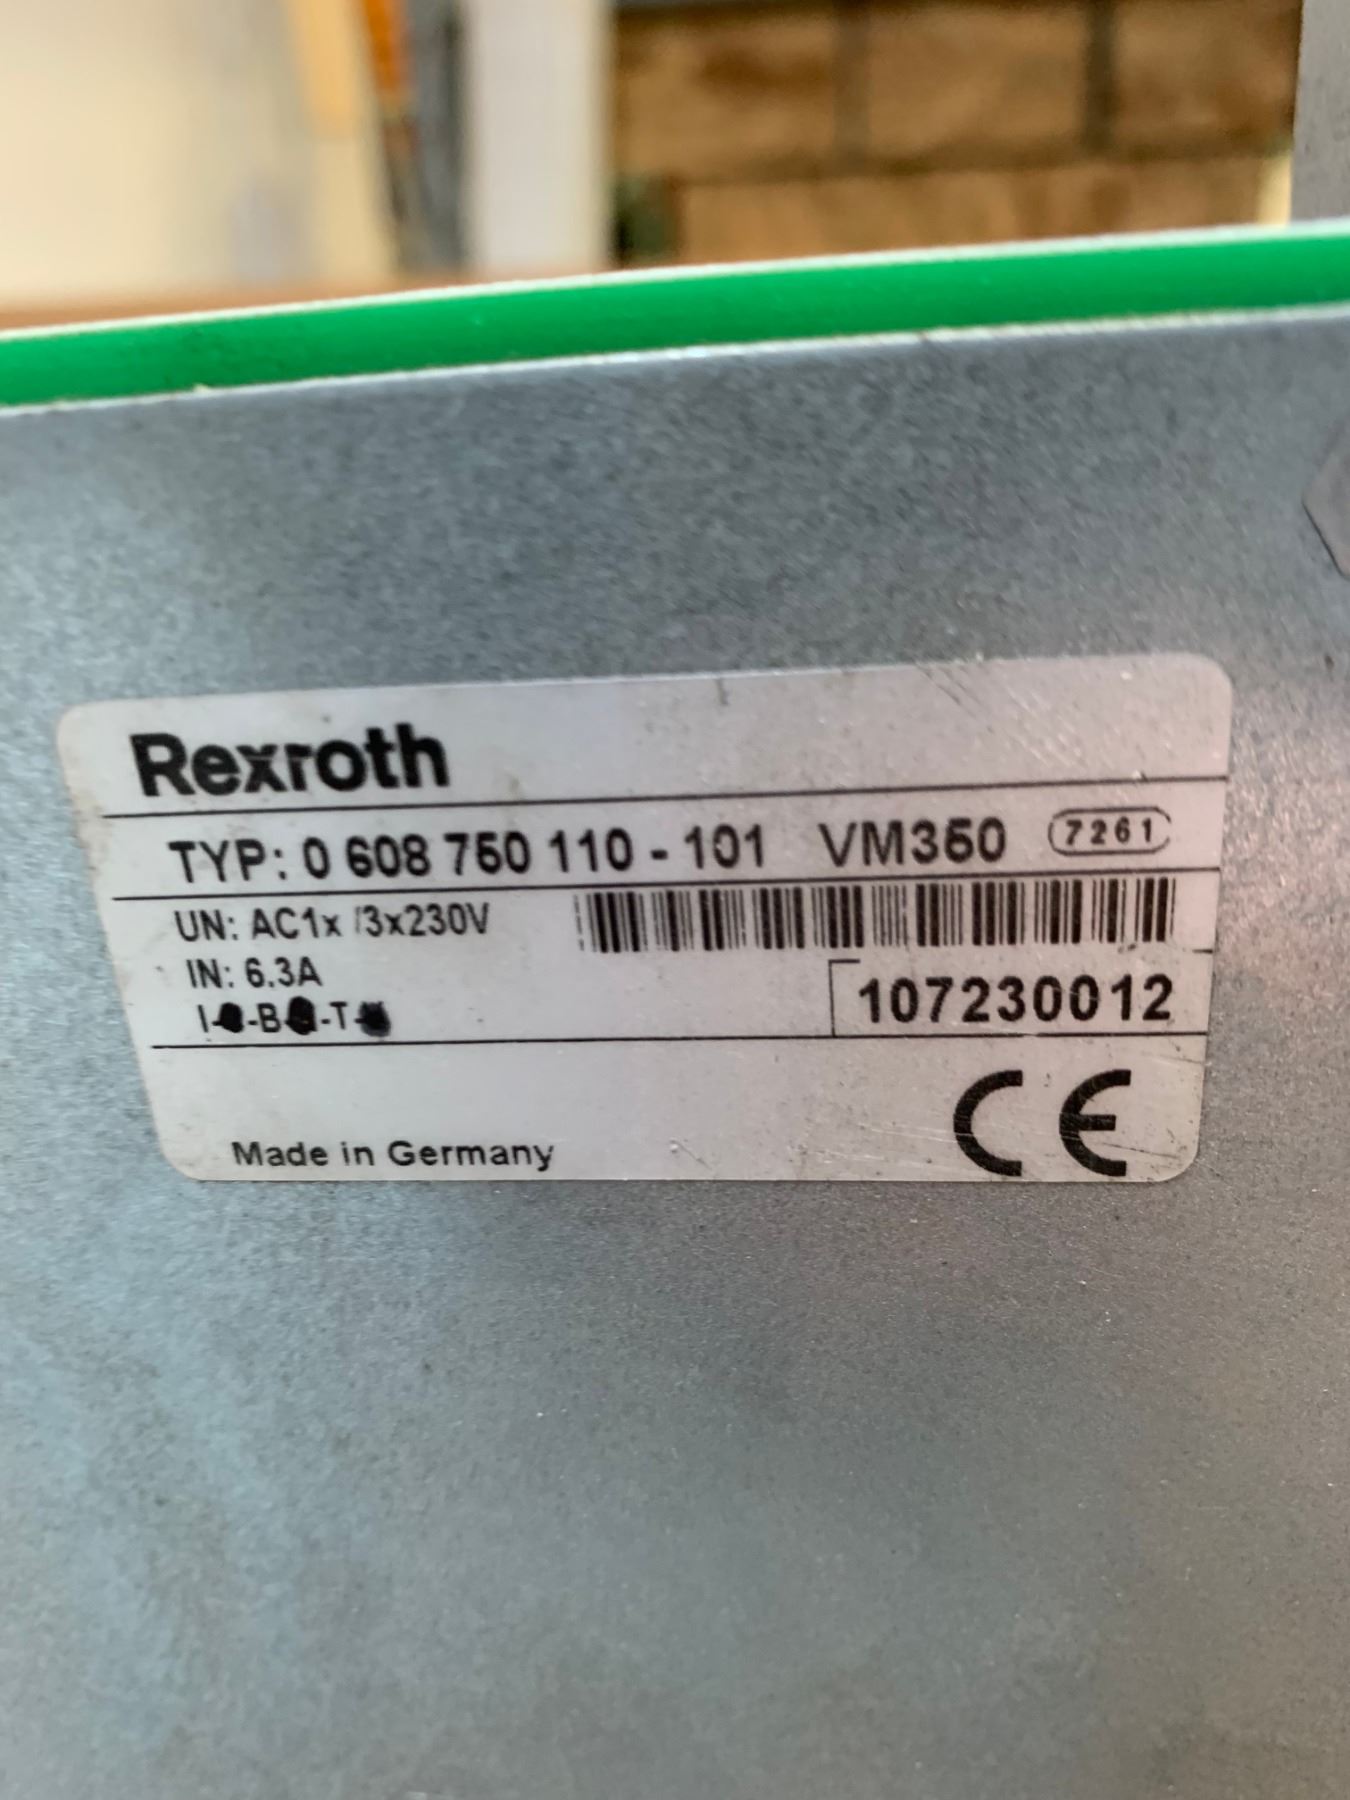 Rexroth
TYP: 0 608 750 110 - 101 VM350 7261
UN: AC1x /3x230V
IN: 6.3A
107230012
CE
Made in Germany